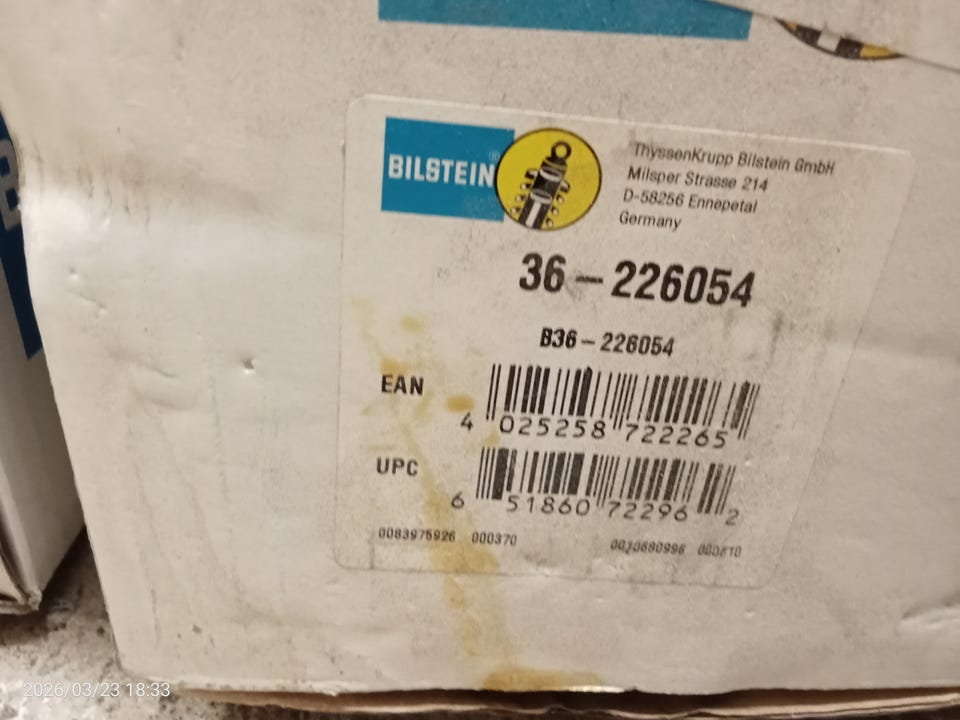 BILSTEIN®
ThyssenKrupp Bilstein GmbH
Milsper Strasse 214
D-58256 Ennepetal
Germany
36-226054
B36-226054
EAN
4 025258 722265
UPC
6 51860 72296 2
0083975926 000370
2026/03/23 18:33